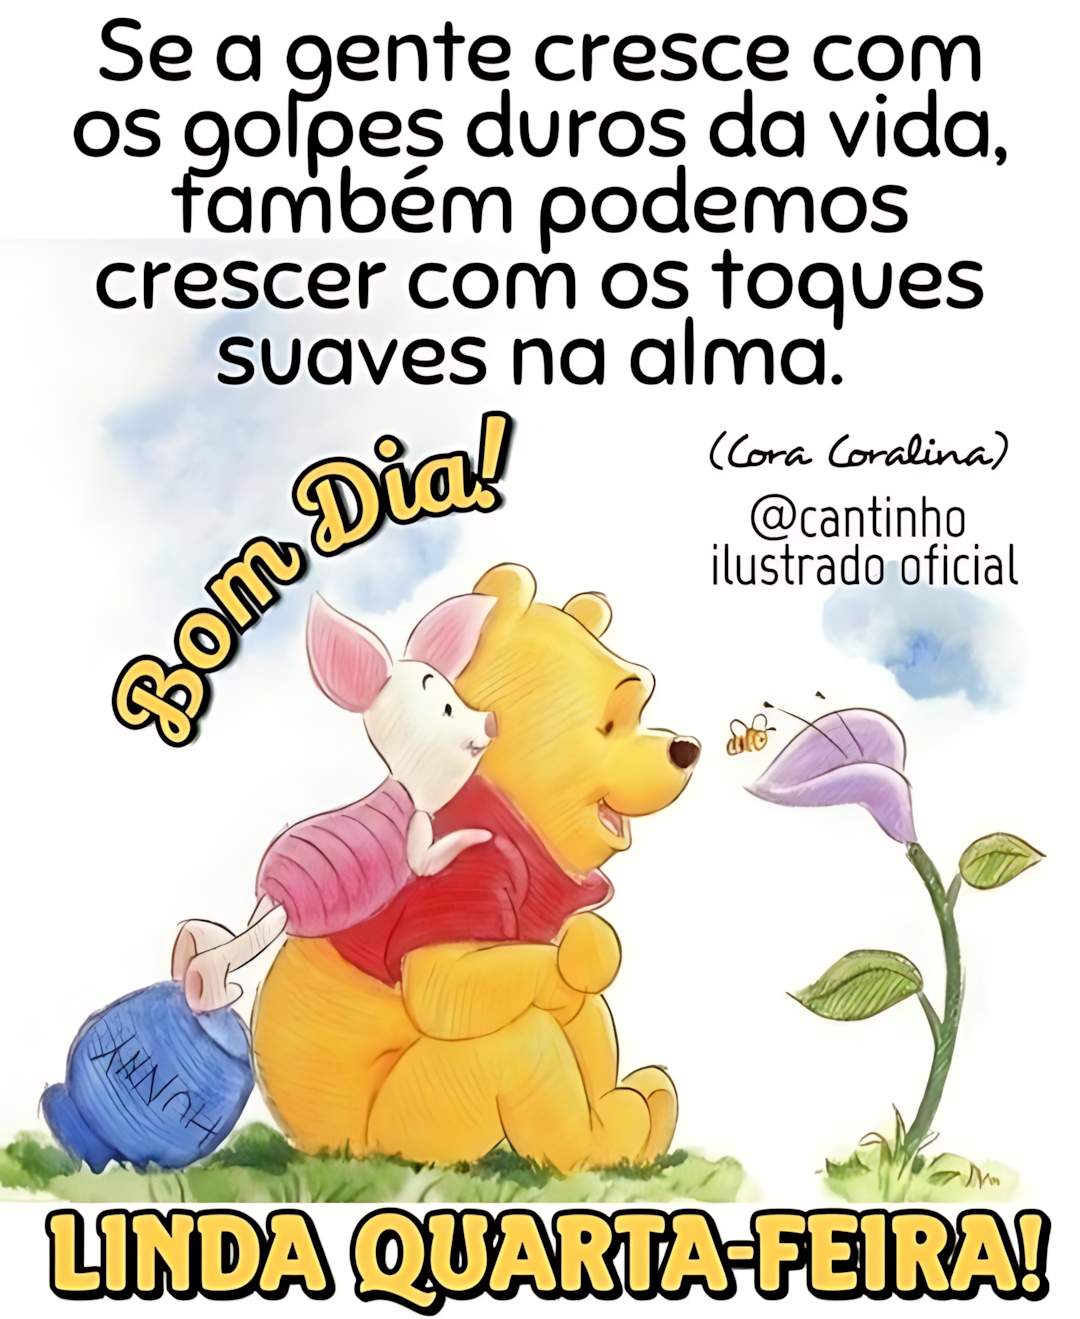 Se a gente cresce com
os golpes duros da vida,
também podemos
crescer com os toques
suaves na alma.
(Cora Coralina)
@cantinho
ilustrado oficial
Bom Dia!
HUNNY
LINDA QUARTA-FEIRA!